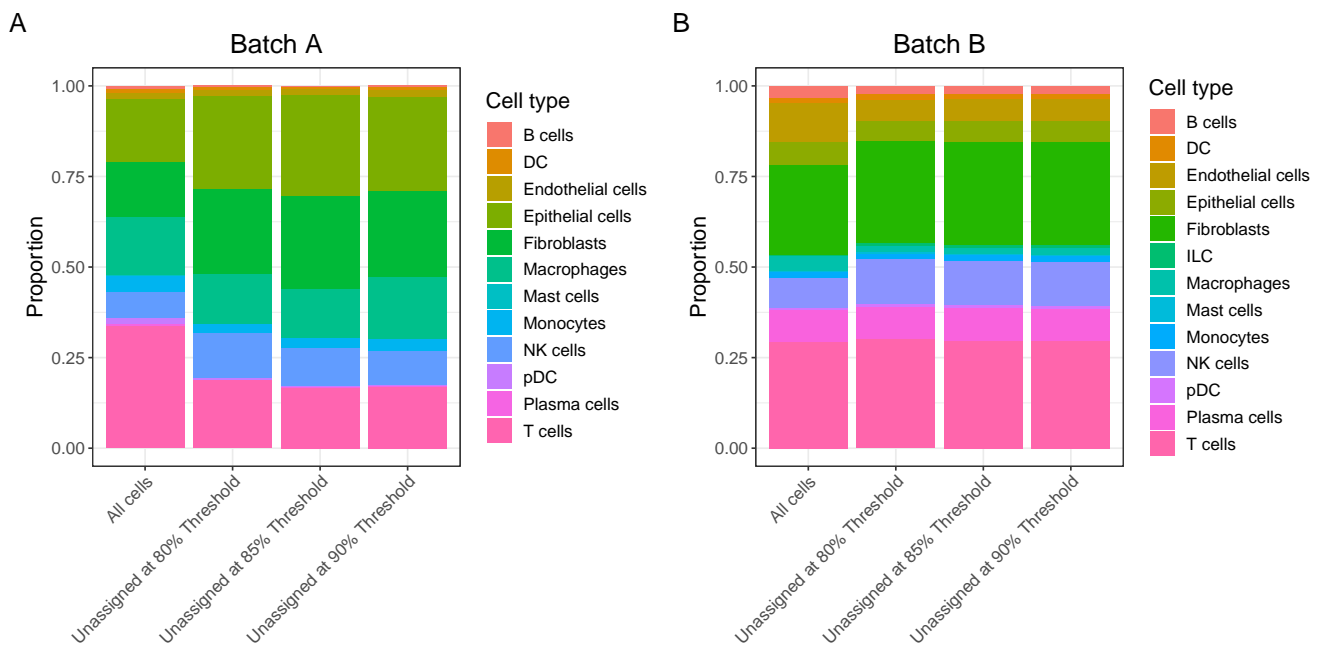 A
Batch A
Proportion
1.00
0.75
0.50
0.25
0.00
All cells
Unassigned at 80% Threshold
Unassigned at 85% Threshold
Unassigned at 90% Threshold
Cell type
B cells
DC
Endothelial cells
Epithelial cells
Fibroblasts
Macrophages
Mast cells
Monocytes
NK cells
pDC
Plasma cells
T cells
B
Batch B
Proportion
1.00
0.75
0.50
0.25
0.00
All cells
Unassigned at 80% Threshold
Unassigned at 85% Threshold
Unassigned at 90% Threshold
Cell type
B cells
DC
Endothelial cells
Epithelial cells
Fibroblasts
ILC
Macrophages
Mast cells
Monocytes
NK cells
pDC
Plasma cells
T cells